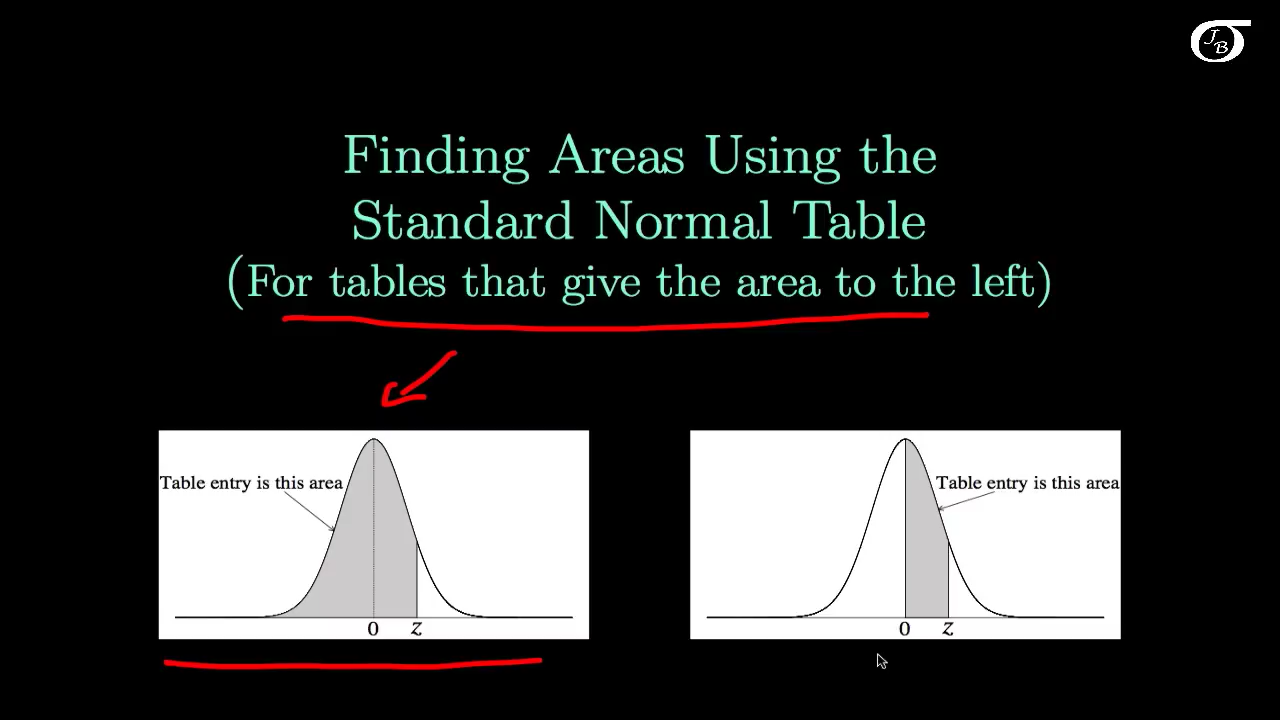 JB
Finding Areas Using the
Standard Normal Table
(For tables that give the area to the left)
Table entry is this area
0 z
Table entry is this area
0 z